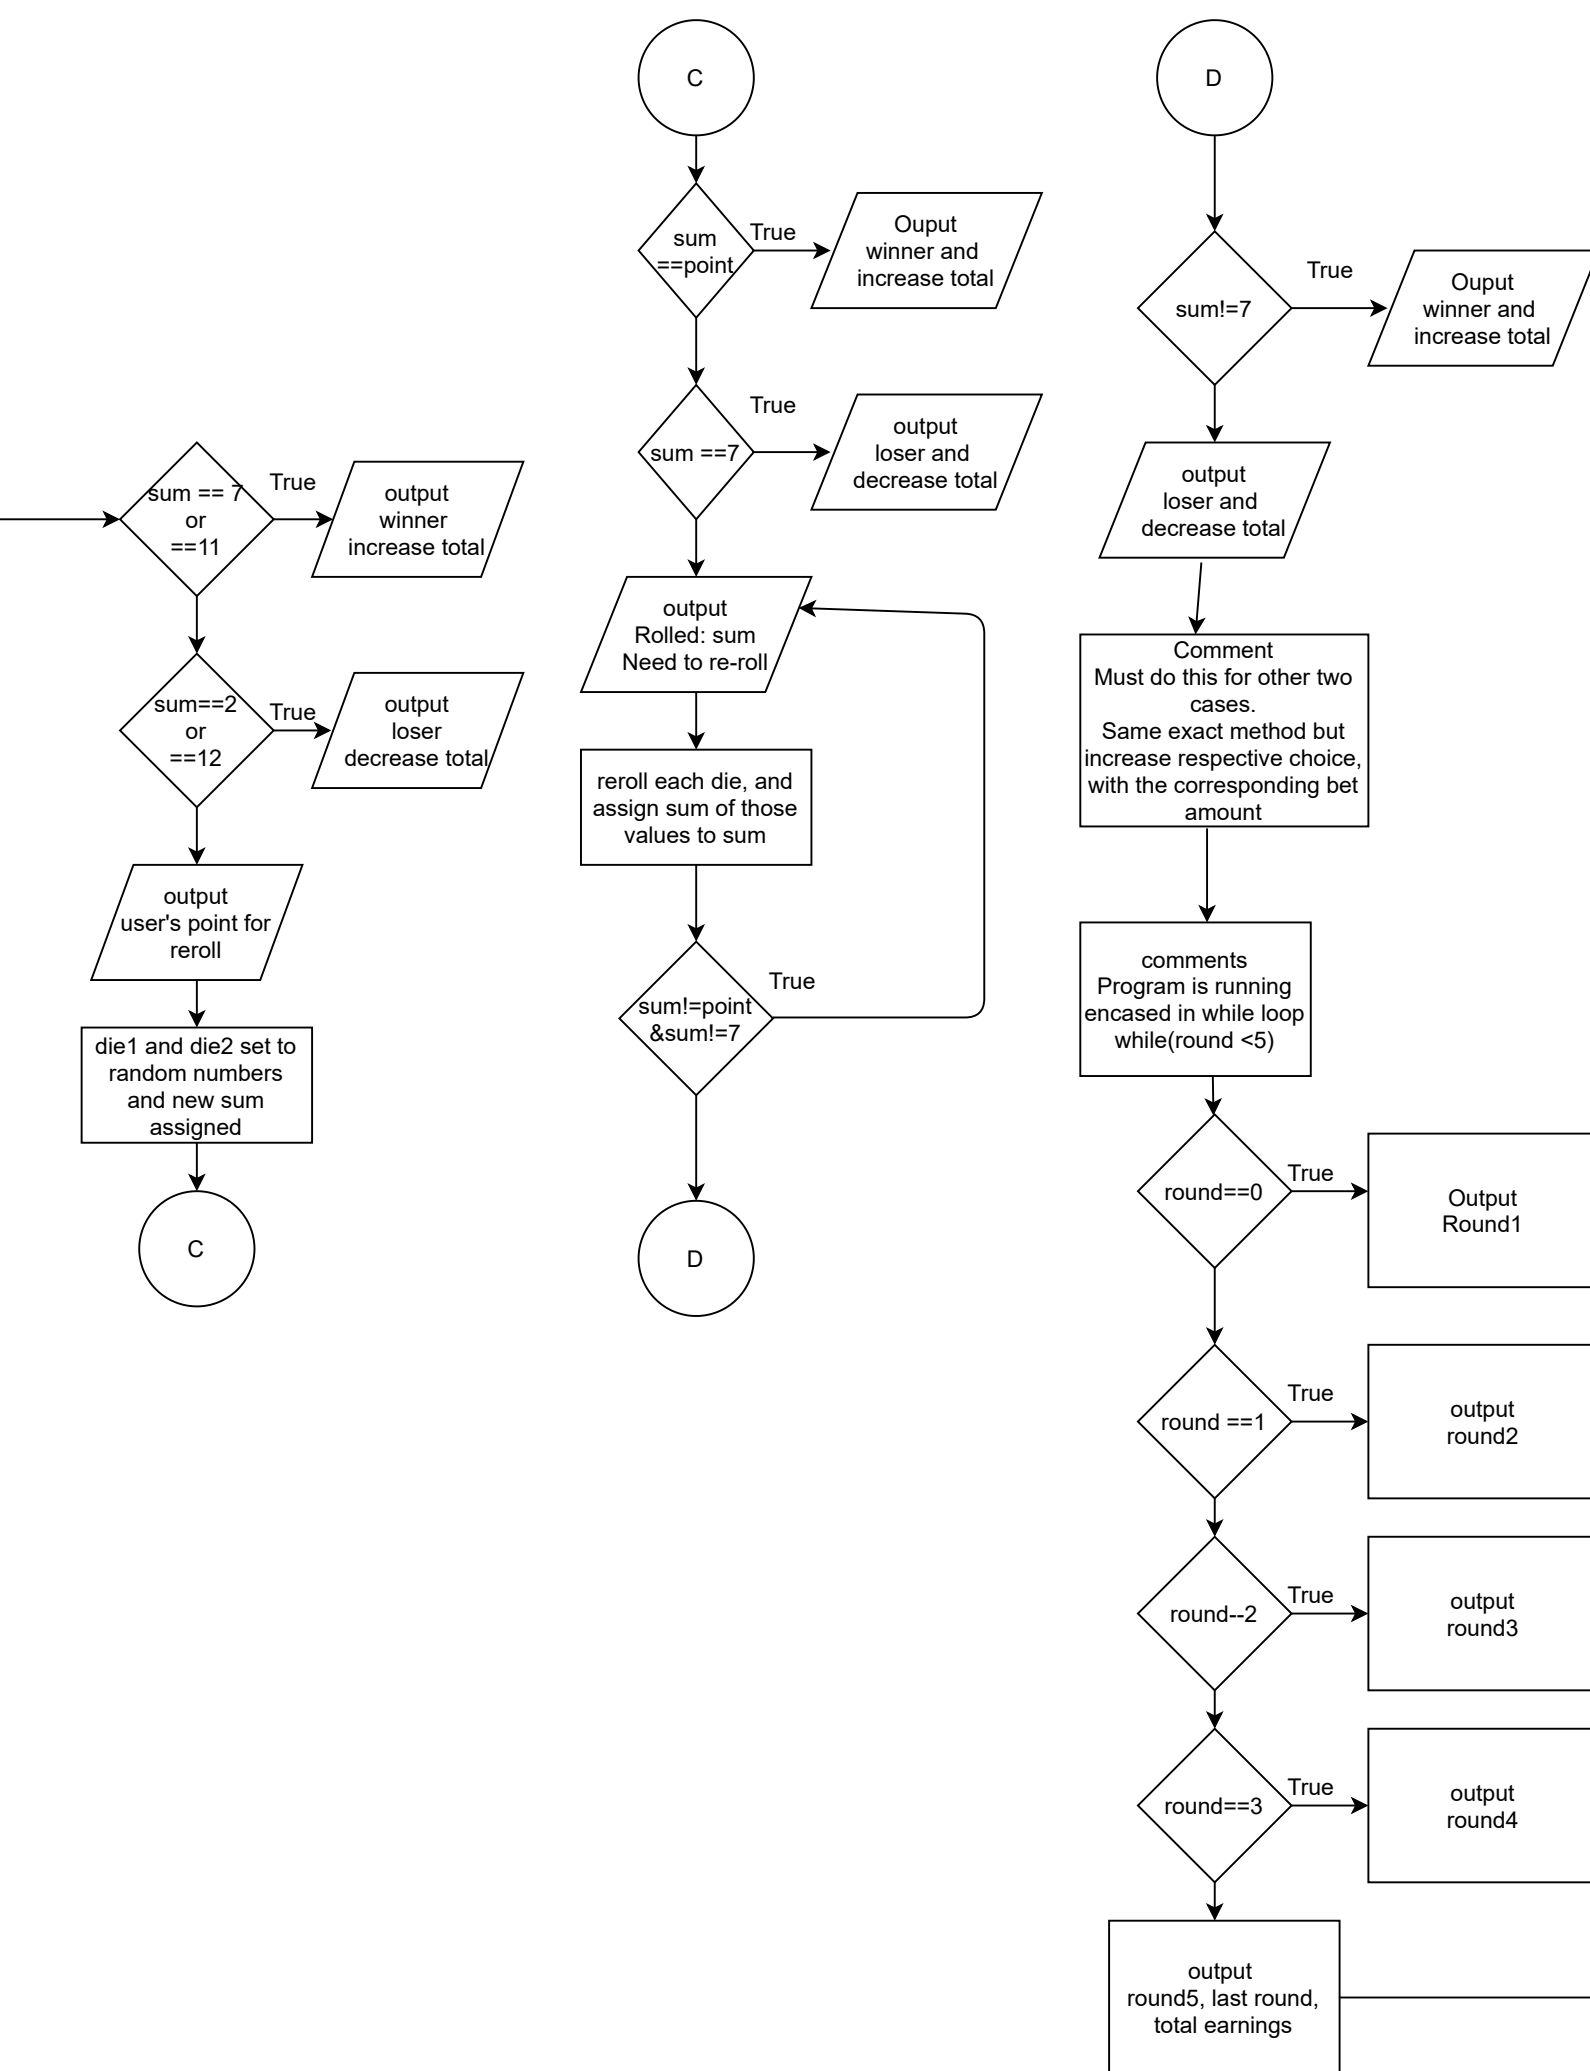 sum == 7
or
==11
True
output
winner
increase total
sum==2
or
==12
True
output
loser
decrease total
output
user's point for
reroll
die1 and die2 set to
random numbers
and new sum
assigned
C
C
sum
==point
True
Ouput
winner and
increase total
sum ==7
True
output
loser and
decrease total
output
Rolled: sum
Need to re-roll
reroll each die, and
assign sum of those
values to sum
sum!=point
&sum!=7
True
D
D
sum!=7
True
Ouput
winner and
increase total
output
loser and
decrease total
Comment
Must do this for other two
cases.
Same exact method but
increase respective choice,
with the corresponding bet
amount
comments
Program is running
encased in while loop
while(round <5)
round==0
True
Output
Round1
round ==1
True
output
round2
round--2
True
output
round3
round==3
True
output
round4
output
round5, last round,
total earnings